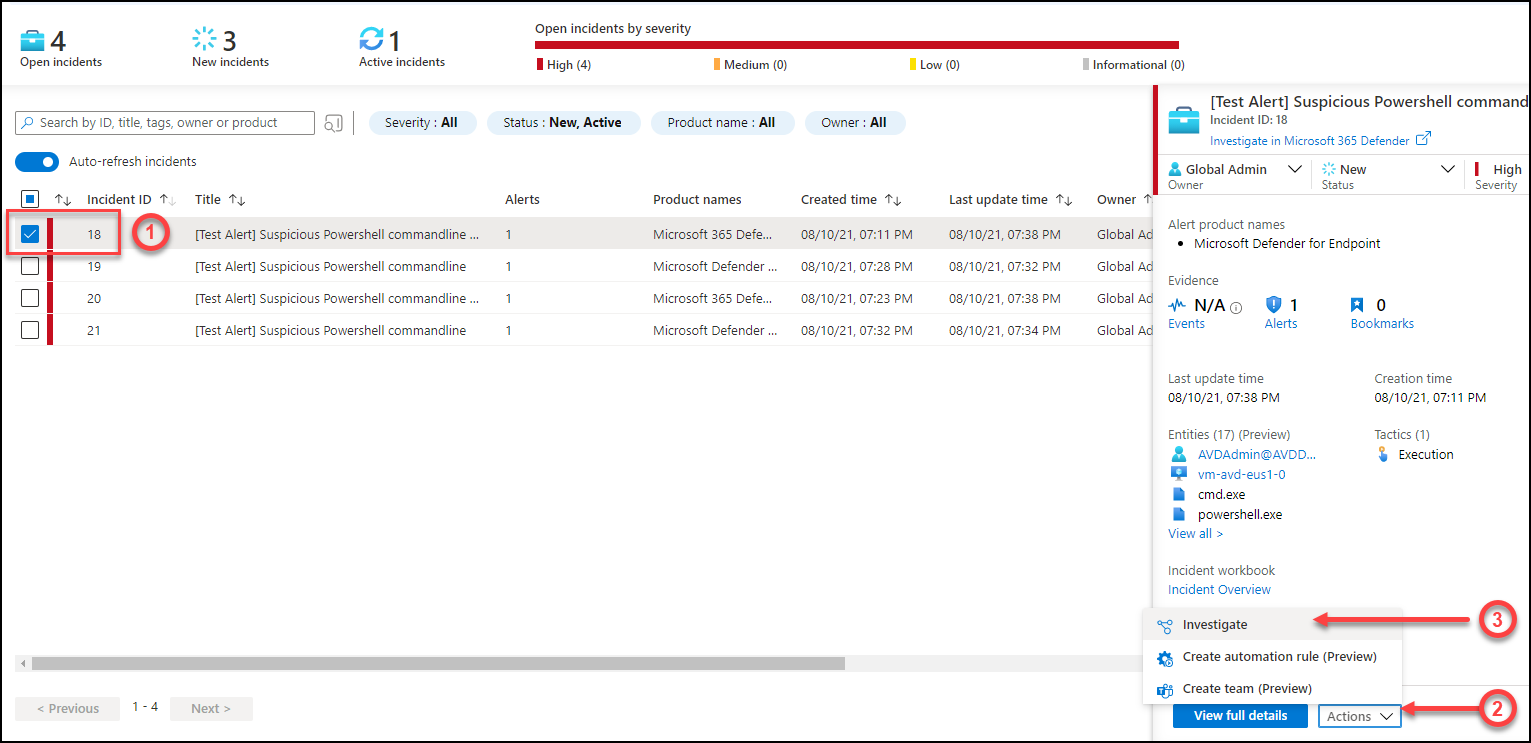 4
Open incidents
3
New incidents
1
Active incidents
Open incidents by severity
High (4) Medium (0) Low (0) Informational (0)
Search by ID, title, tags, owner or product
Severity : All
Status : New, Active
Product name : All
Owner : All
Auto-refresh incidents
Incident ID Title Alerts Product names Created time Last update time Owner
18 [Test Alert] Suspicious Powershell commandline ... 1 Microsoft 365 Defe... 08/10/21, 07:11 PM 08/10/21, 07:38 PM Global Ad
1
19 [Test Alert] Suspicious Powershell commandline 1 Microsoft Defender ... 08/10/21, 07:28 PM 08/10/21, 07:32 PM Global Ad
20 [Test Alert] Suspicious Powershell commandline ... 1 Microsoft 365 Defe... 08/10/21, 07:23 PM 08/10/21, 07:38 PM Global Ad
21 [Test Alert] Suspicious Powershell commandline 1 Microsoft Defender ... 08/10/21, 07:32 PM 08/10/21, 07:34 PM Global Ad
< Previous 1 - 4 Next >
[Test Alert] Suspicious Powershell command
Incident ID: 18
Investigate in Microsoft 365 Defender
Global Admin New High
Owner Status Severity
Alert product names
• Microsoft Defender for Endpoint
Evidence
N/A 1 0
Events Alerts Bookmarks
Last update time Creation time
08/10/21, 07:38 PM 08/10/21, 07:11 PM
Entities (17) (Preview) Tactics (1)
AVDAdmin@AVDD... Execution
vm-avd-eus1-0
cmd.exe
powershell.exe
View all >
Incident workbook
Incident Overview
Investigate
3
Create automation rule (Preview)
Create team (Preview)
View full details Actions
2